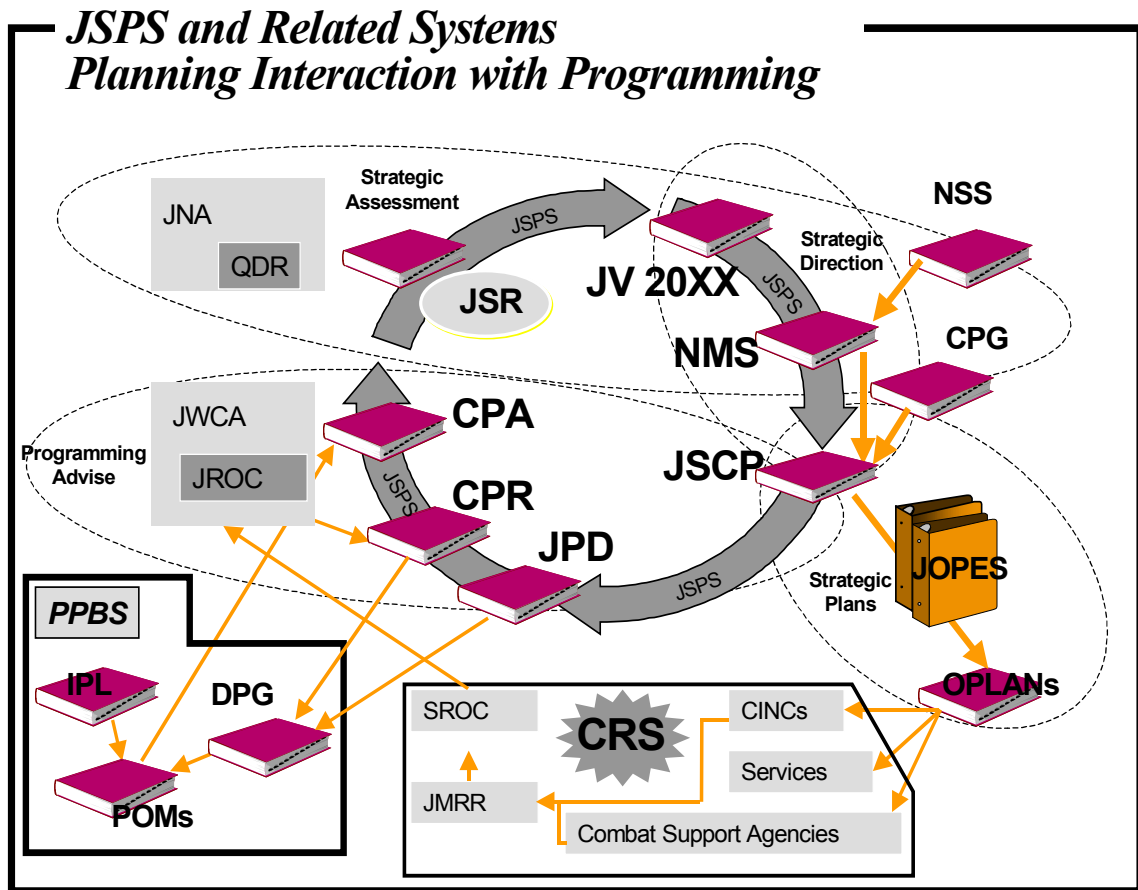 JSPS and Related Systems
Planning Interaction with Programming
Strategic
Assessment
JNA
QDR
JSPS
JSR
JV 20XX
JSPS
Strategic
Direction
NSS
NMS
CPG
JWCA
JROC
Programming
Advise
CPA
CPR
JSPS
JPD
JSPS
JSCP
JOPES
Strategic
Plans
OPLANs
PPBS
IPL
DPG
POMs
SROC
CRS
CINCs
Services
JMRR
Combat Support Agencies